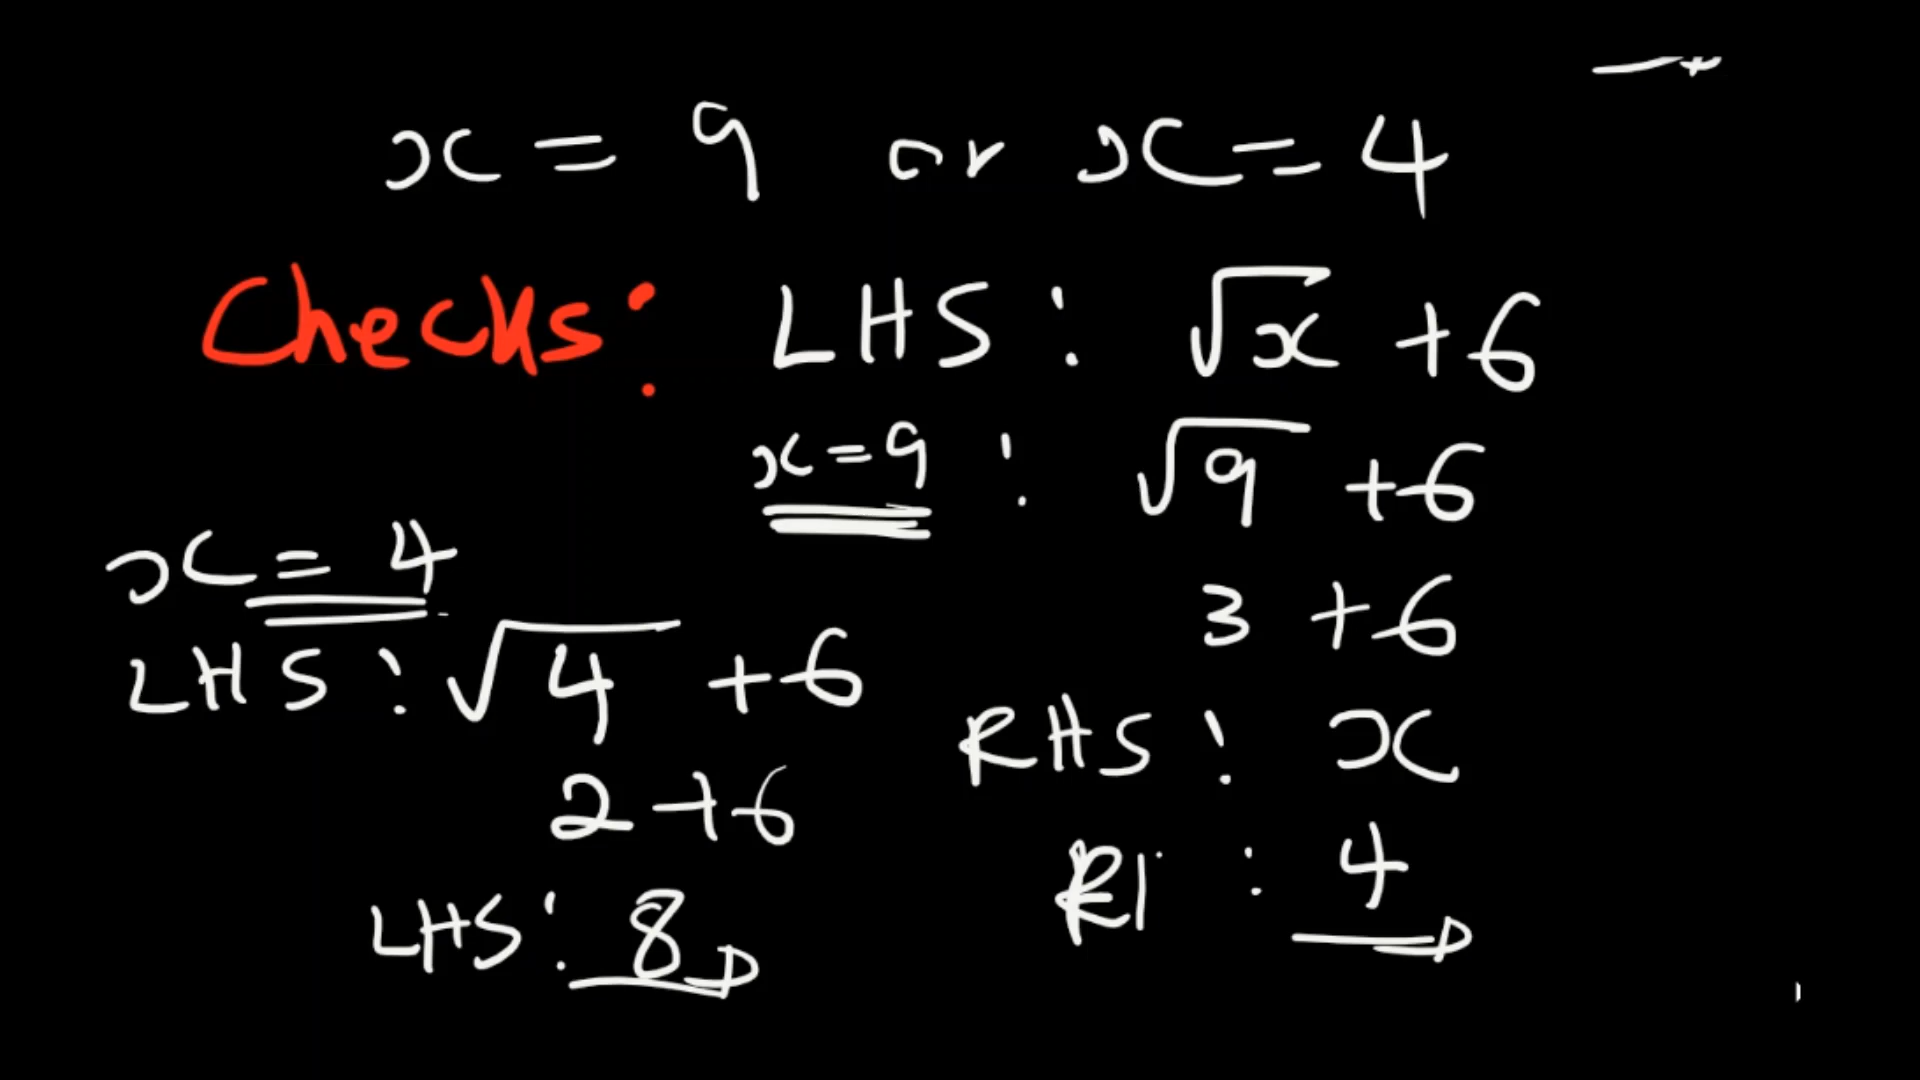 x = 9 or x = 4
Checks: LHS: √x + 6
x = 9 : √9 + 6
3 + 6
x = 4
LHS: √4 + 6
2 + 6
LHS: 8
RHS: x
: 4